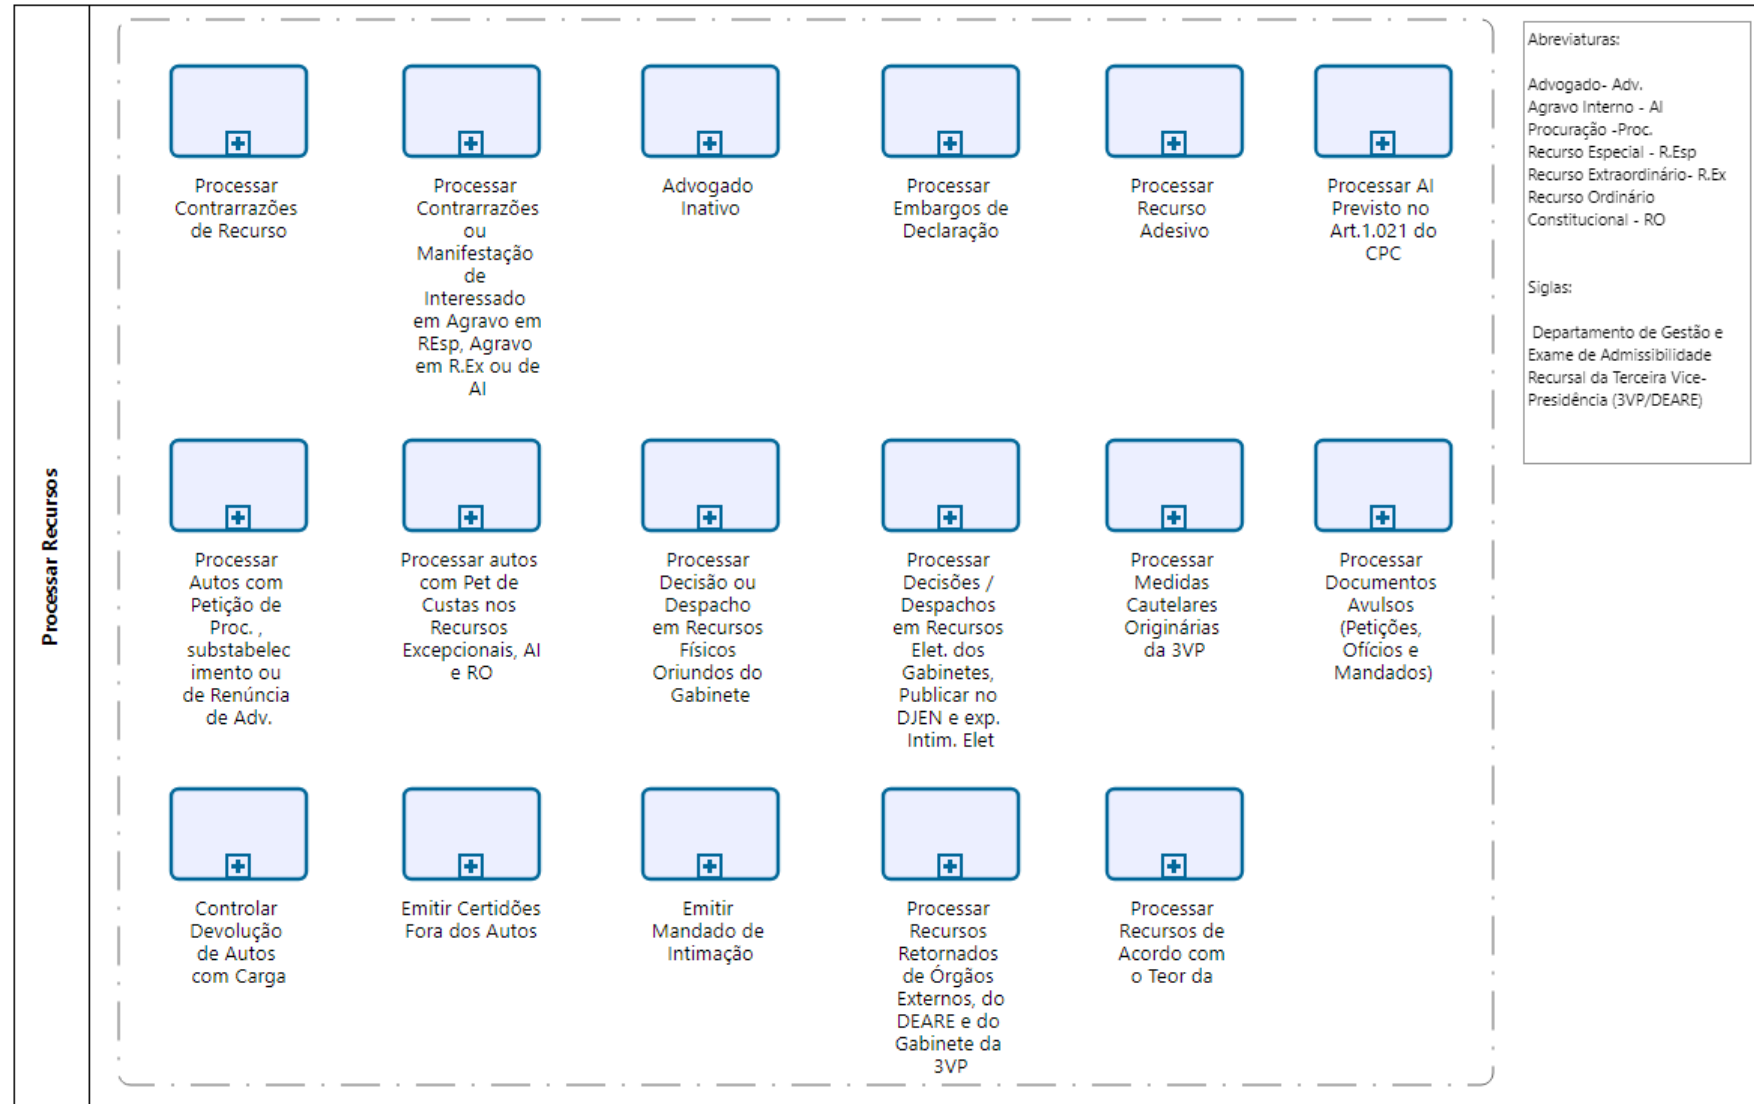 Processar Recursos
Processar
Contrarrazões
de Recurso
Processar
Contrarrazões
ou
Manifestação
de
Interessado
em Agravo em
REsp, Agravo
em R.Ex ou de
AI
Advogado
Inativo
Processar
Embargos de
Declaração
Processar
Recurso
Adesivo
Processar AI
Previsto no
Art.1.021 do
CPC
Processar
Autos com
Petição de
Proc. ,
substabelec
imento ou
de Renúncia
de Adv.
Processar autos
com Pet de
Custas nos
Recursos
Excepcionais, AI
e RO
Processar
Decisão ou
Despacho
em Recursos
Físicos
Oriundos do
Gabinete
Processar
Decisões /
Despachos
em Recursos
Elet. dos
Gabinetes,
Publicar no
DJEN e exp.
Intim. Elet
Processar
Medidas
Cautelares
Originárias
da 3VP
Processar
Documentos
Avulsos
(Petições,
Ofícios e
Mandados)
Controlar
Devolução
de Autos
com Carga
Emitir Certidões
Fora dos Autos
Emitir
Mandado de
Intimação
Processar
Recursos
Retornados
de Órgãos
Externos, do
DEARE e do
Gabinete da
3VP
Processar
Recursos de
Acordo com
o Teor da
Abreviaturas:
Advogado- Adv.
Agravo Interno - AI
Procuração -Proc.
Recurso Especial - R.Esp
Recurso Extraordinário- R.Ex
Recurso Ordinário
Constitucional - RO
Siglas:
Departamento de Gestão e
Exame de Admissibilidade
Recursal da Terceira Vice-
Presidência (3VP/DEARE)